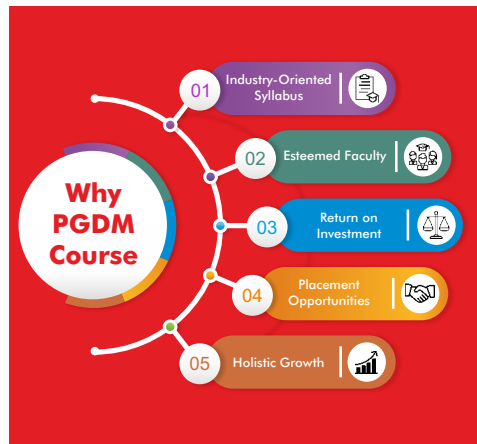 Why
PGDM
Course
01
Industry-Oriented
Syllabus
02
Esteemed Faculty
03
Return on
Investment
04
Placement
Opportunities
05
Holistic Growth